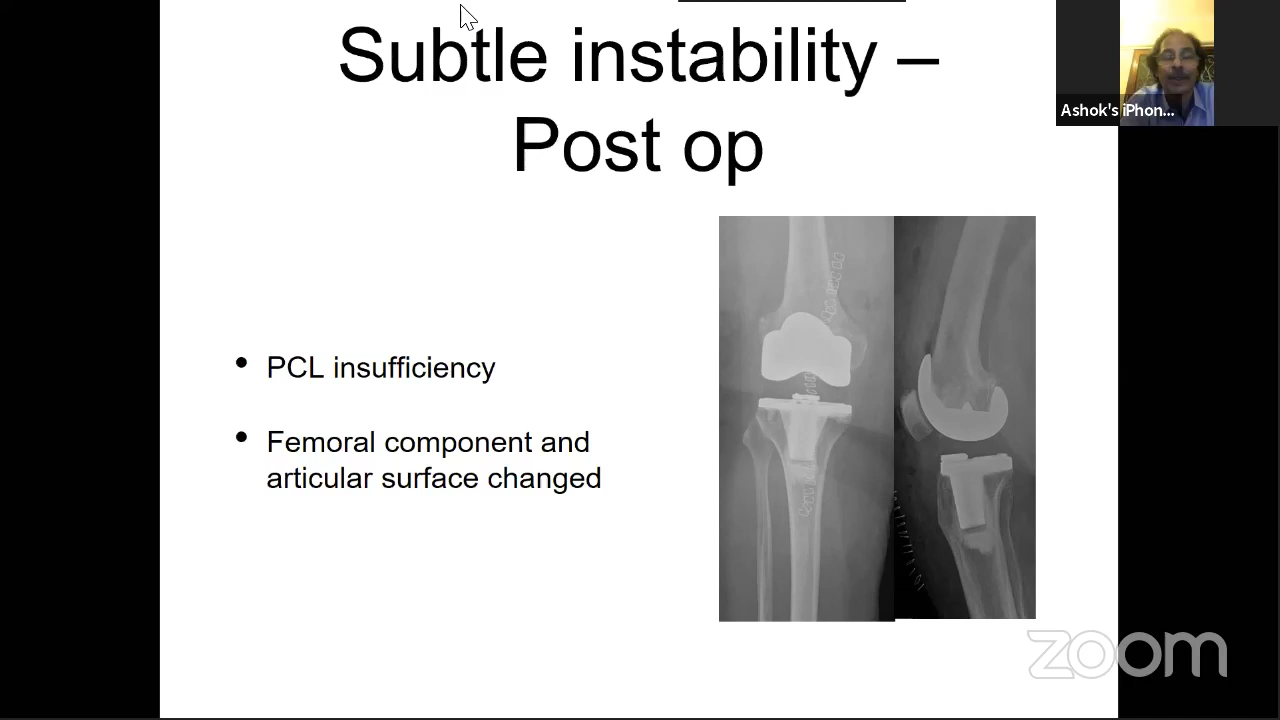 Subtle instability –
Post op
Ashok's iPhon...
• PCL insufficiency
• Femoral component and
articular surface changed
zoom